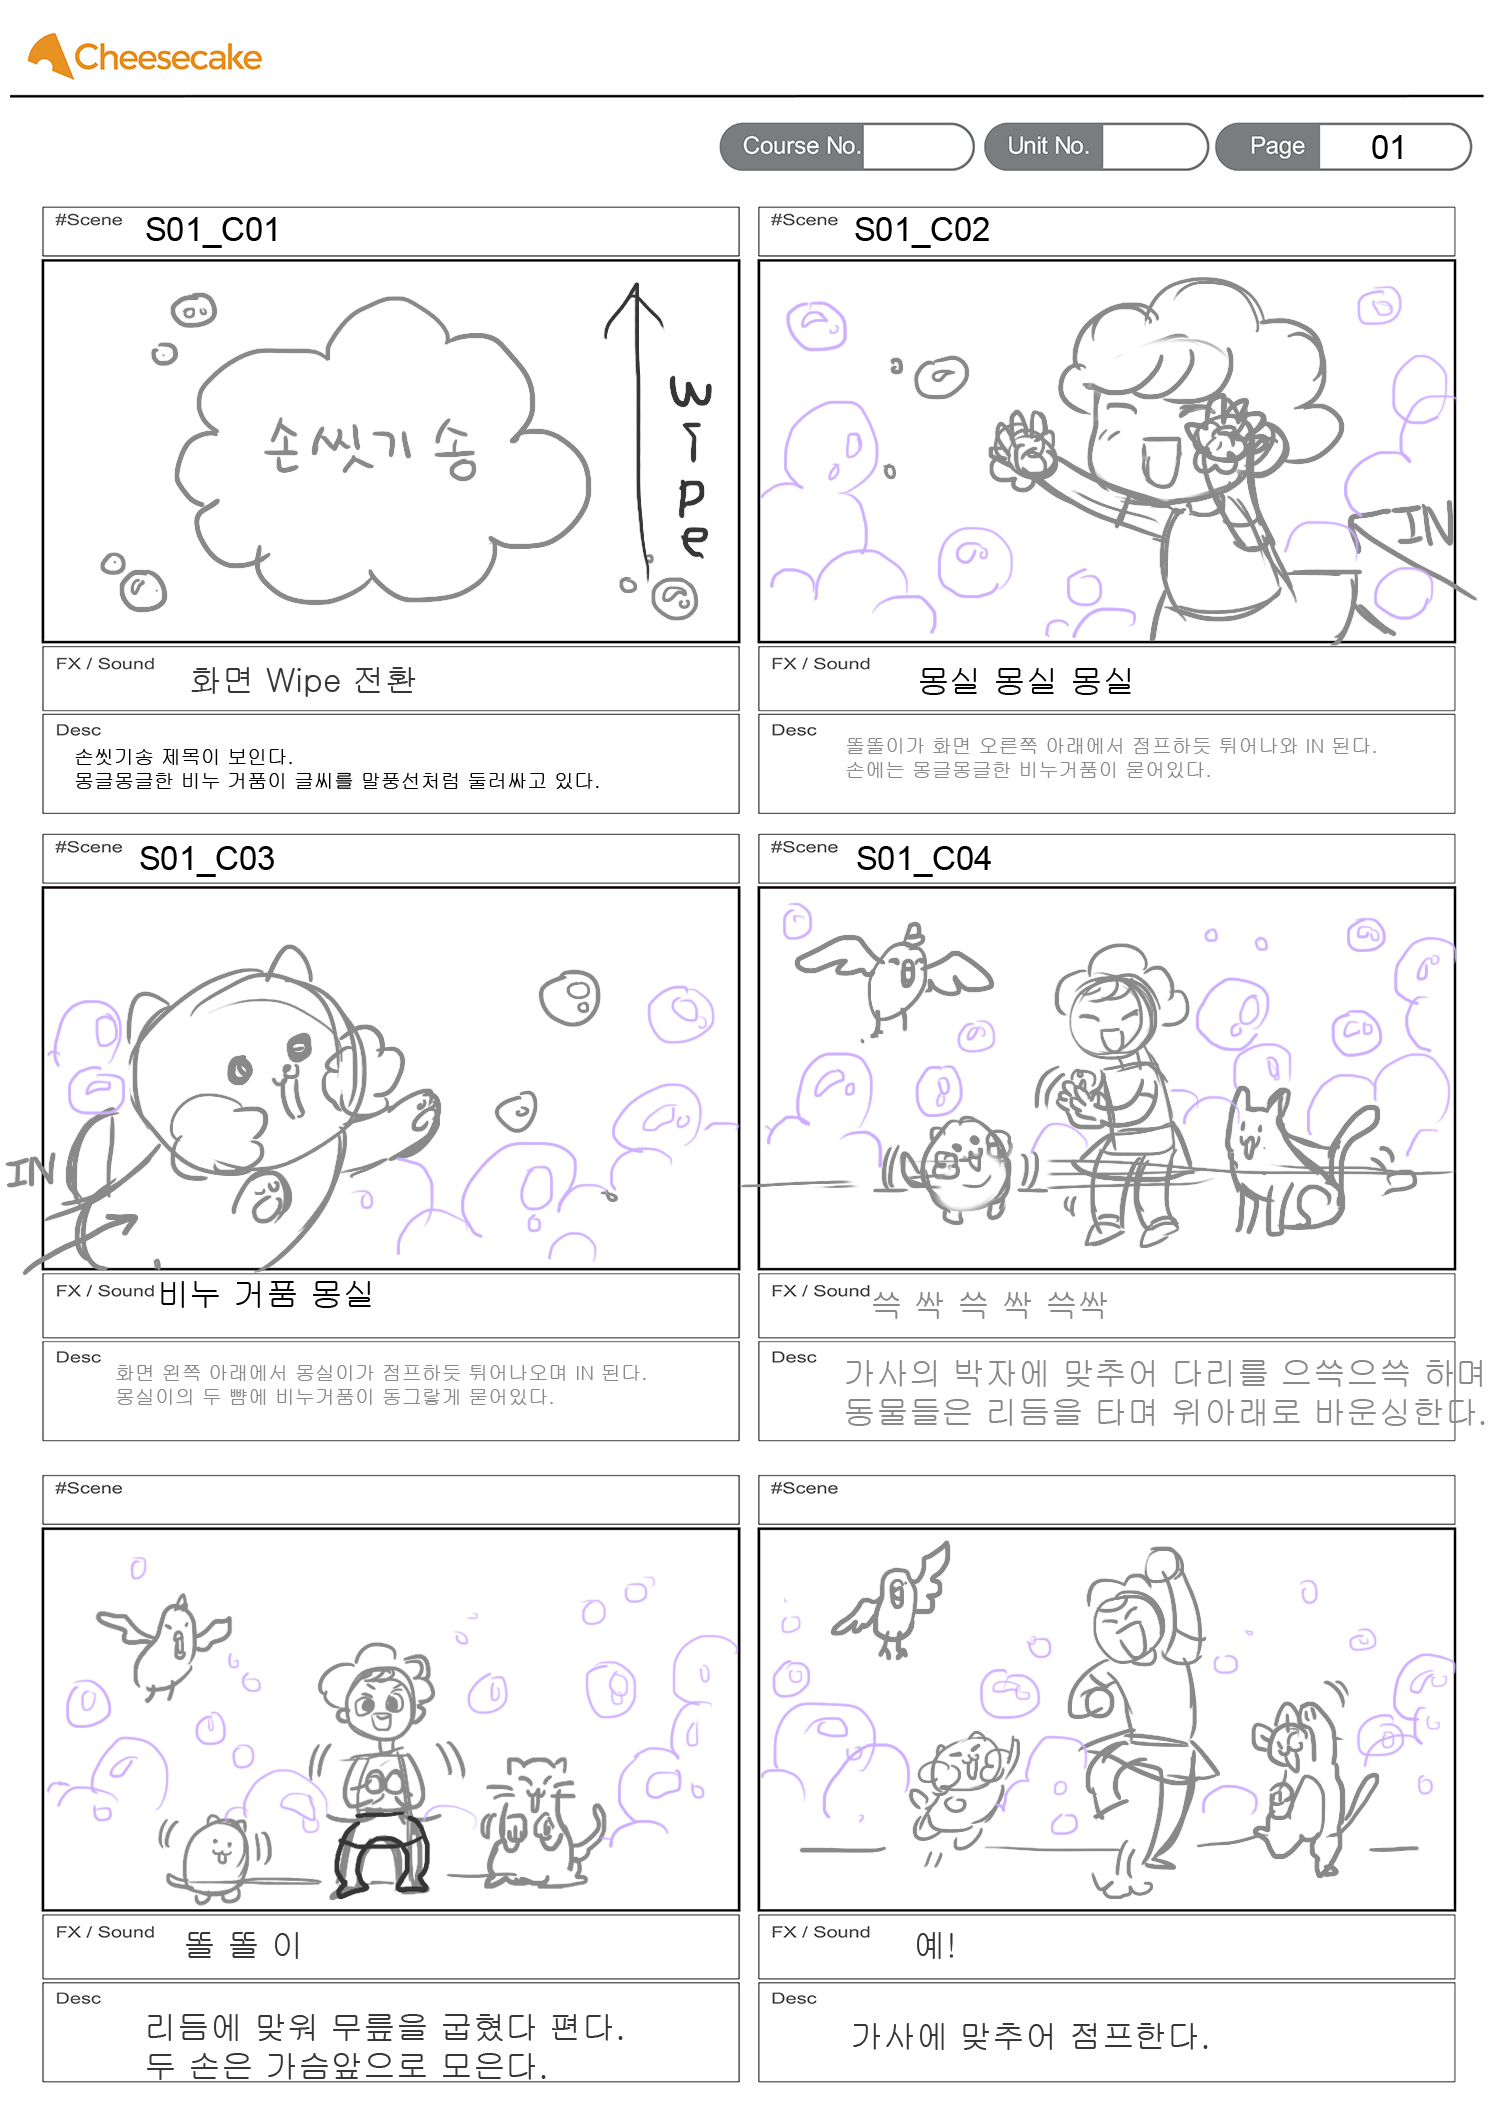 Cheesecake
Course No.
Unit No.
Page 01
#Scene S01_C01
손씻기 송
wipe
FX / Sound 화면 Wipe 전환
Desc
손씻기송 제목이 보인다.
몽글몽글한 비누 거품이 글씨를 말풍선처럼 둘러싸고 있다.
#Scene S01_C02
IN
FX / Sound 몽실 몽실 몽실
Desc
똘똘이가 화면 오른쪽 아래에서 점프하듯 튀어나와 IN 된다.
손에는 몽글몽글한 비누거품이 묻어있다.
#Scene S01_C03
IN
FX / Sound 비누 거품 몽실
Desc
화면 왼쪽 아래에서 몽실이가 점프하듯 튀어나오며 IN 된다.
몽실이의 두 뺨에 비누거품이 동그랗게 묻어있다.
#Scene S01_C04
FX / Sound 쓱 싹 쓱 싹 쓱싹
Desc
가사의 박자에 맞추어 다리를 으쓱으쓱 하며
동물들은 리듬을 타며 위아래로 바운싱한다.
#Scene
FX / Sound 똘 똘 이
Desc
리듬에 맞춰 무릎을 굽혔다 편다.
두 손은 가슴앞으로 모은다.
#Scene
FX / Sound 예!
Desc
가사에 맞추어 점프한다.